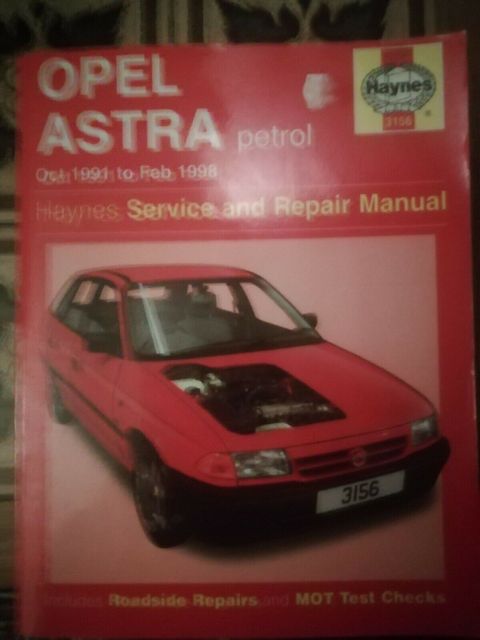 OPEL
ASTRA petrol
Haynes
3156
Oct 1991 to Feb 1998
Haynes Service and Repair Manual
3156
Includes Roadside Repairs and MOT Test Checks